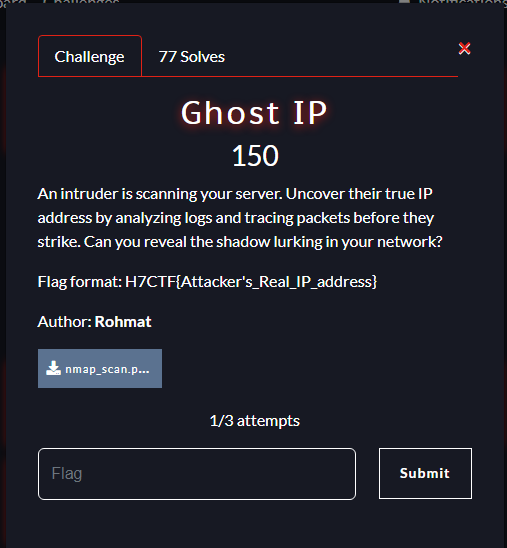 Challenges
Notifications
Challenge
77 Solves
Ghost IP
150
An intruder is scanning your server. Uncover their true IP
address by analyzing logs and tracing packets before they
strike. Can you reveal the shadow lurking in your network?
Flag format: H7CTF{Attacker's_Real_IP_address}
Author: Rohmat
nmap_scan.p...
1/3 attempts
Flag
Submit